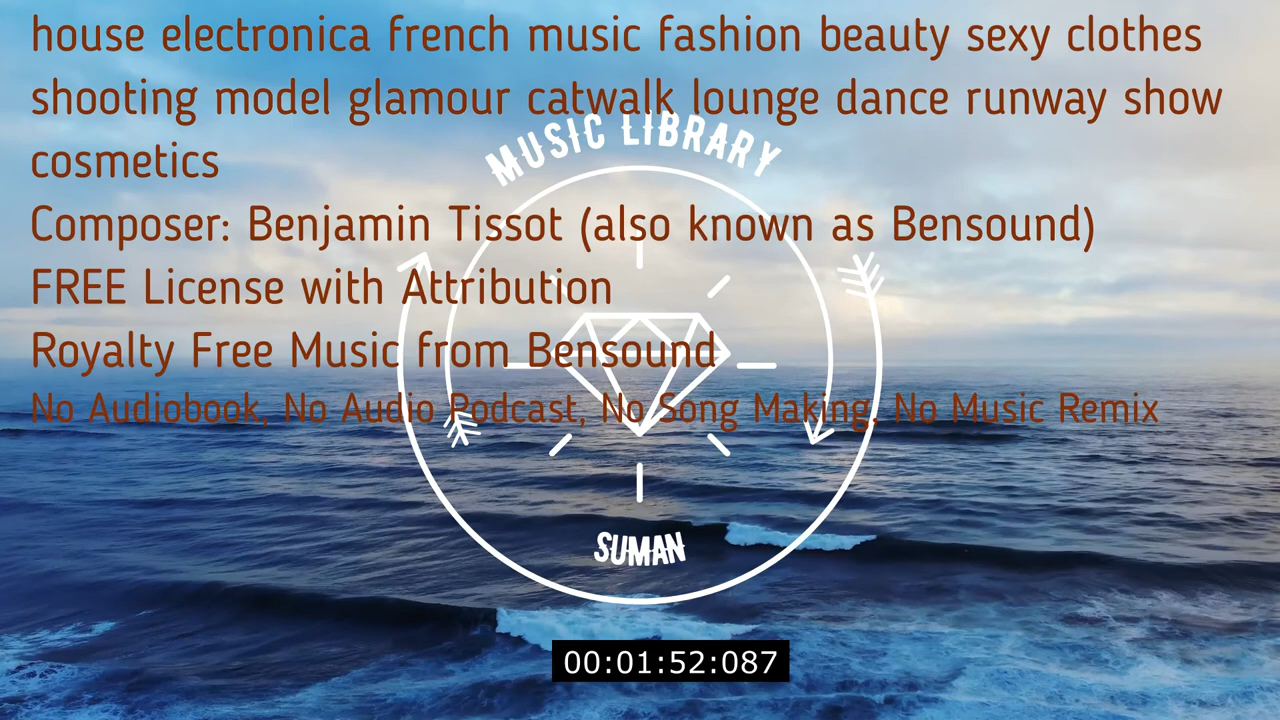 house electronica french music fashion beauty sexy clothes
shooting model glamour catwalk lounge dance runway show
cosmetics
MUSIC LIBRARY
Composer: Benjamin Tissot (also known as Bensound)
FREE License with Attribution
Royalty Free Music from Bensound
No Audiobook, No Audio Podcast, No Song Making, No Music Remix
SUMAN
00:01:52:087